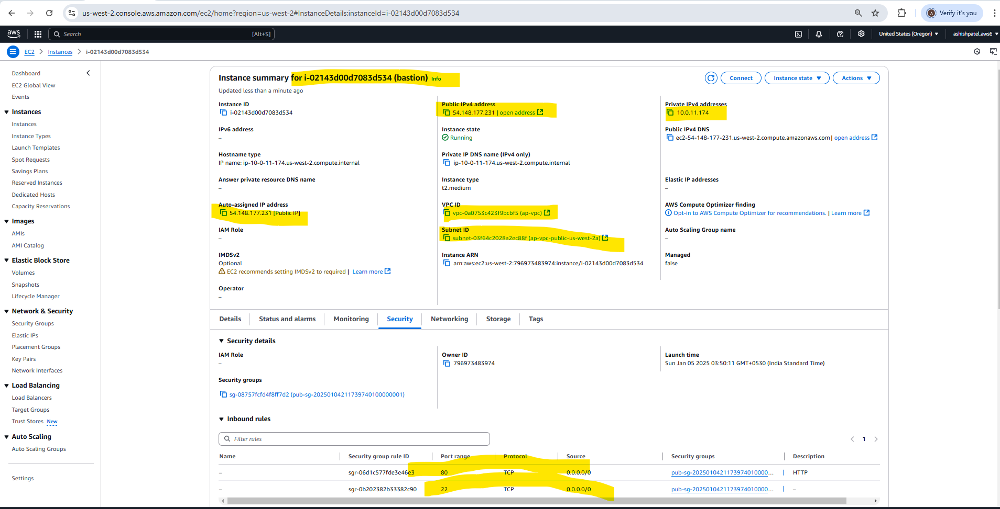 us-west-2.console.aws.amazon.com/ec2/home?region=us-west-2#InstanceDetails:instanceId=i-02143d00d7083d534
Verify it's you
aws
Search
[Alt+S]
United States (Oregon)
ashishpatel.aws6
EC2
Instances
i-02143d00d7083d534
Dashboard
EC2 Global View
Events
Instances
Instances
Instance Types
Launch Templates
Spot Requests
Savings Plans
Reserved Instances
Dedicated Hosts
Capacity Reservations
Images
AMIs
AMI Catalog
Elastic Block Store
Volumes
Snapshots
Lifecycle Manager
Network & Security
Security Groups
Elastic IPs
Placement Groups
Key Pairs
Network Interfaces
Load Balancing
Load Balancers
Target Groups
Trust Stores New
Auto Scaling
Auto Scaling Groups
Settings
Instance summary for i-02143d00d7083d534 (bastion) Info
Updated less than a minute ago
Connect
Instance state
Actions
Instance ID
i-02143d00d7083d534
Public IPv4 address
54.148.177.231 | open address
Private IPv4 addresses
10.0.11.174
IPv6 address
–
Instance state
Running
Public IPv4 DNS
ec2-54-148-177-231.us-west-2.compute.amazonaws.com | open address
Hostname type
IP name: ip-10-0-11-174.us-west-2.compute.internal
Private IP DNS name (IPv4 only)
ip-10-0-11-174.us-west-2.compute.internal
Answer private resource DNS name
–
Instance type
t2.medium
Elastic IP addresses
–
Auto-assigned IP address
54.148.177.231 [Public IP]
VPC ID
vpc-0a0753c423f9bcbf5 (ap-vpc)
AWS Compute Optimizer finding
Opt-in to AWS Compute Optimizer for recommendations. | Learn more
IAM Role
–
Subnet ID
subnet-03f64c2028a2ec88f (ap-vpc-public-us-west-2a)
Auto Scaling Group name
–
IMDSv2
Optional
EC2 recommends setting IMDSv2 to required | Learn more
Instance ARN
arn:aws:ec2:us-west-2:796973483974:instance/i-02143d00d7083d534
Managed
false
Operator
–
Details
Status and alarms
Monitoring
Security
Networking
Storage
Tags
Security details
IAM Role
–
Owner ID
796973483974
Launch time
Sun Jan 05 2025 03:50:11 GMT+0530 (India Standard Time)
Security groups
sg-08757fcfd4f8ff7d2 (pub-sg-20250104211739740100000001)
Inbound rules
Filter rules
1
Name Security group rule ID Port range Protocol Source Security groups Description
– sgr-06d1c577fde3e46e3 80 TCP 0.0.0.0/0 pub-sg-2025010421173974010000... | HTTP
– sgr-0b202382b33382c90 22 TCP 0.0.0.0/0 pub-sg-2025010421173974010000... | –